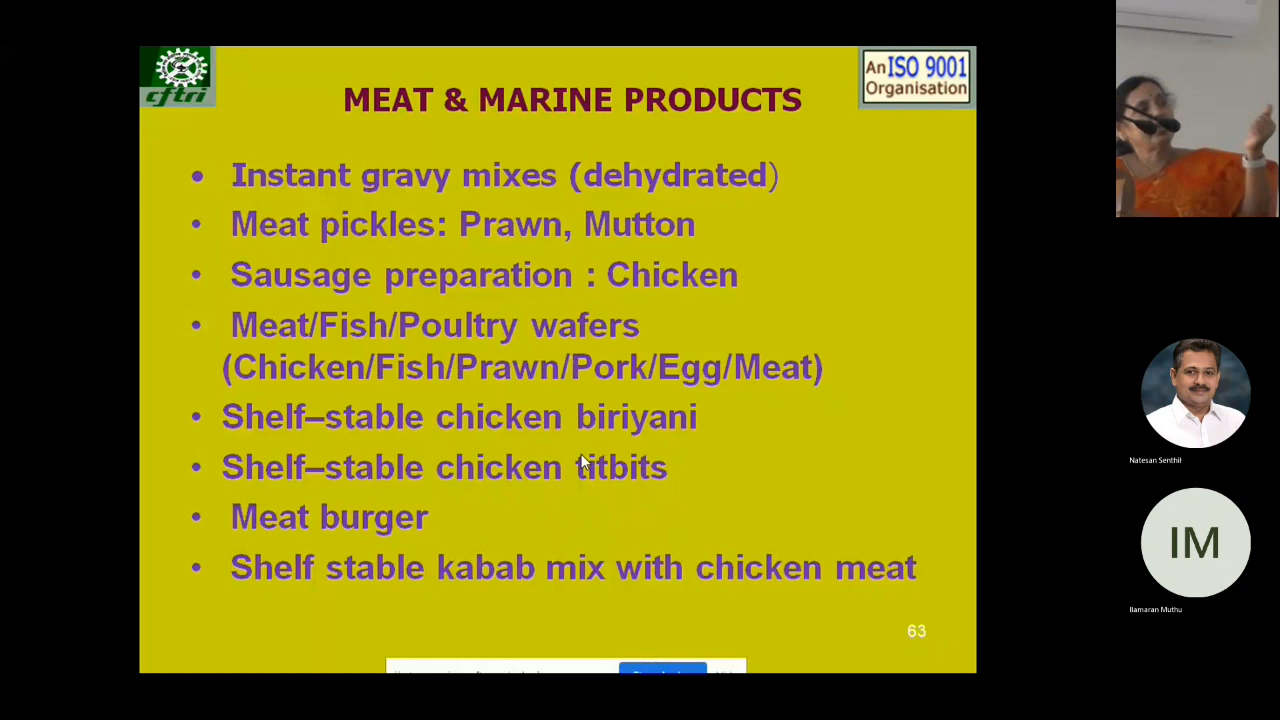 cftri
An ISO 9001
Organisation
MEAT & MARINE PRODUCTS
• Instant gravy mixes (dehydrated)
• Meat pickles: Prawn, Mutton
• Sausage preparation : Chicken
• Meat/Fish/Poultry wafers
(Chicken/Fish/Prawn/Pork/Egg/Meat)
• Shelf–stable chicken biriyani
• Shelf–stable chicken titbits
• Meat burger
• Shelf stable kabab mix with chicken meat
63
Natesan Senthil
IM
Ilamaran Muthu